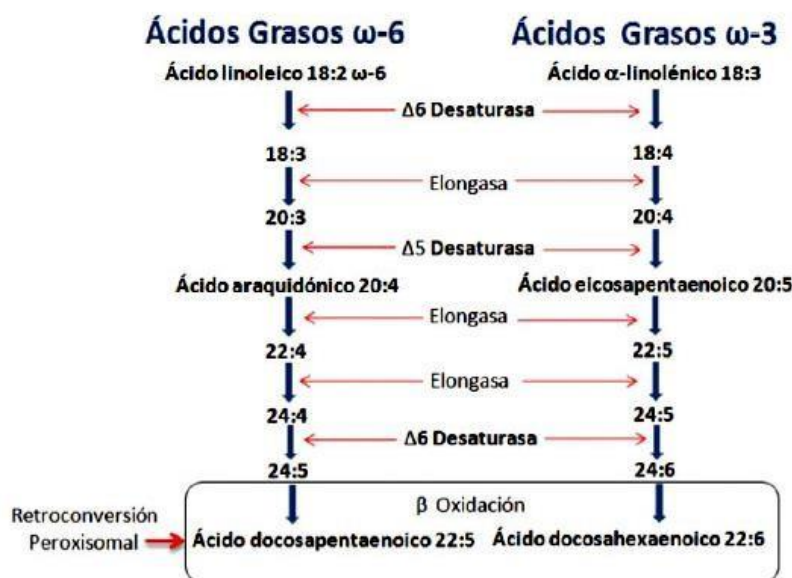 Ácidos Grasos ω-6 Ácidos Grasos ω-3
Ácido linoleico 18:2 ω-6 Ácido α-linolénico 18:3
Δ6 Desaturasa
18:3 18:4
Elongasa
20:3 20:4
Δ5 Desaturasa
Ácido araquidónico 20:4 Ácido eicosapentaenoico 20:5
Elongasa
22:4 22:5
Elongasa
24:4 24:5
Δ6 Desaturasa
24:5 24:6
β Oxidación
Retroconversión
Peroxisomal Ácido docosapentaenoico 22:5 Ácido docosahexaenoico 22:6